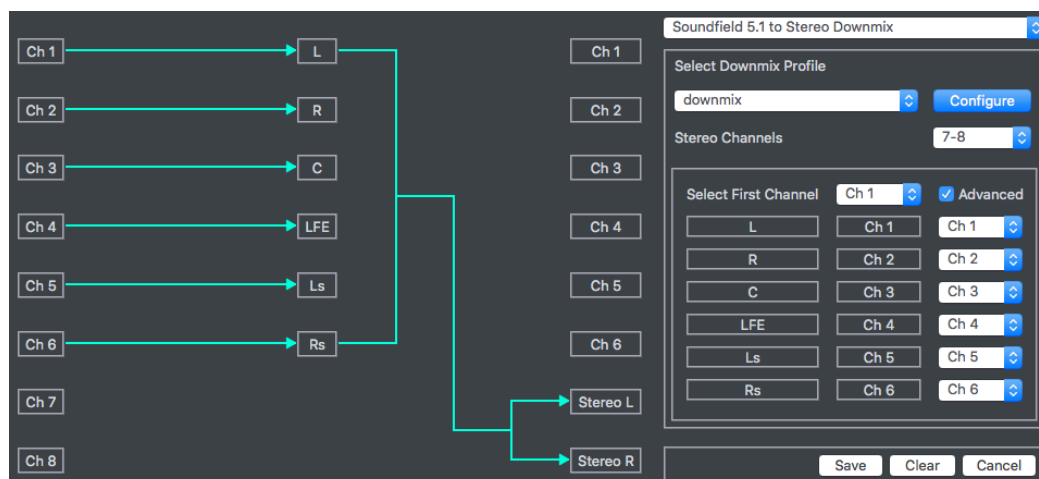 Soundfield 5.1 to Stereo Downmix
Ch 1 L Ch 1
Select Downmix Profile
downmix Configure
Ch 2 R Ch 2
Stereo Channels 7-8
Ch 3 C Ch 3
Select First Channel Ch 1 Advanced
Ch 4 LFE Ch 4
L Ch 1 Ch 1
R Ch 2 Ch 2
Ch 5 Ls Ch 5
C Ch 3 Ch 3
LFE Ch 4 Ch 4
Ch 6 Rs Ch 6
Ls Ch 5 Ch 5
Rs Ch 6 Ch 6
Ch 7 Stereo L
Ch 8 Stereo R
Save Clear Cancel